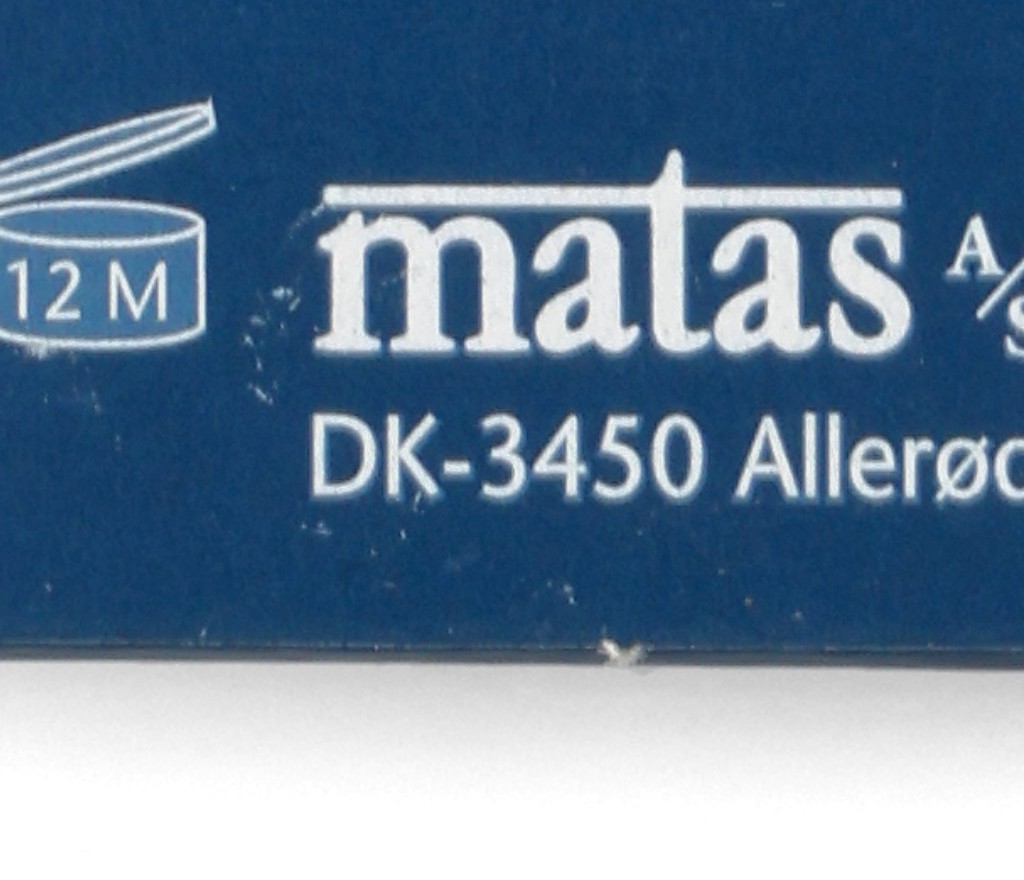 12 M
matas A/S
DK-3450 Allerød